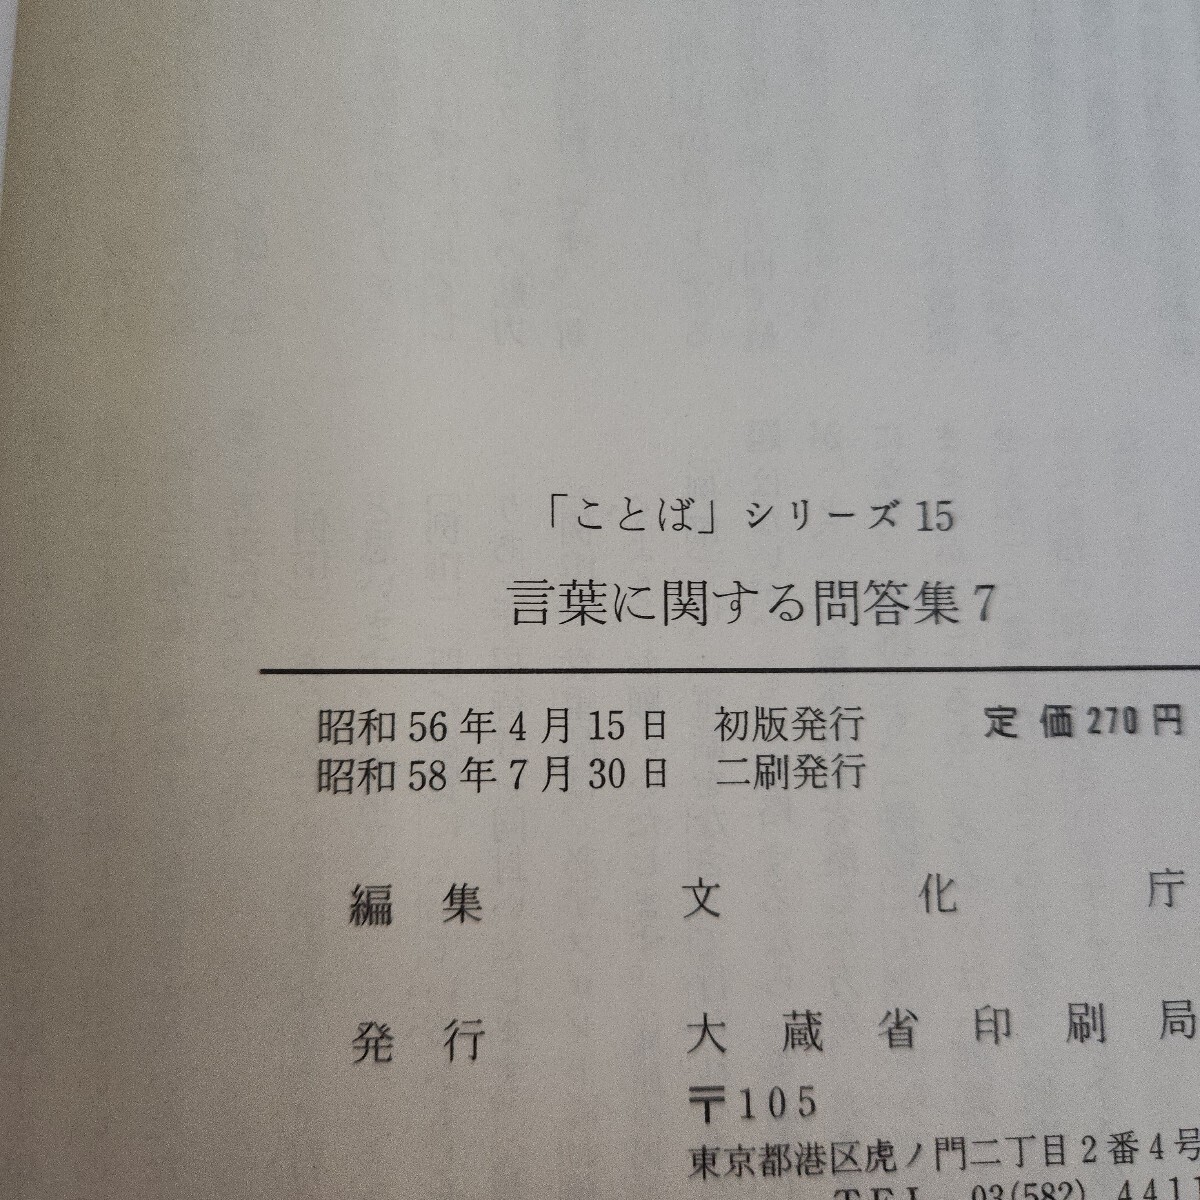 「ことば」シリーズ15
言葉に関する問答集7
昭和56年4月15日 初版発行 定価270円
昭和58年7月30日 二刷発行
編集 文化庁
発行 大蔵省印刷局
〒105
東京都港区虎ノ門二丁目2番4号
TEL 03(582) 441